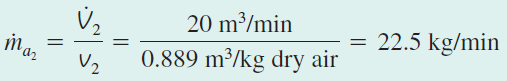 ṁₐ₂ = V̇₂ / v₂ = 20 m³/min / 0.889 m³/kg dry air = 22.5 kg/min